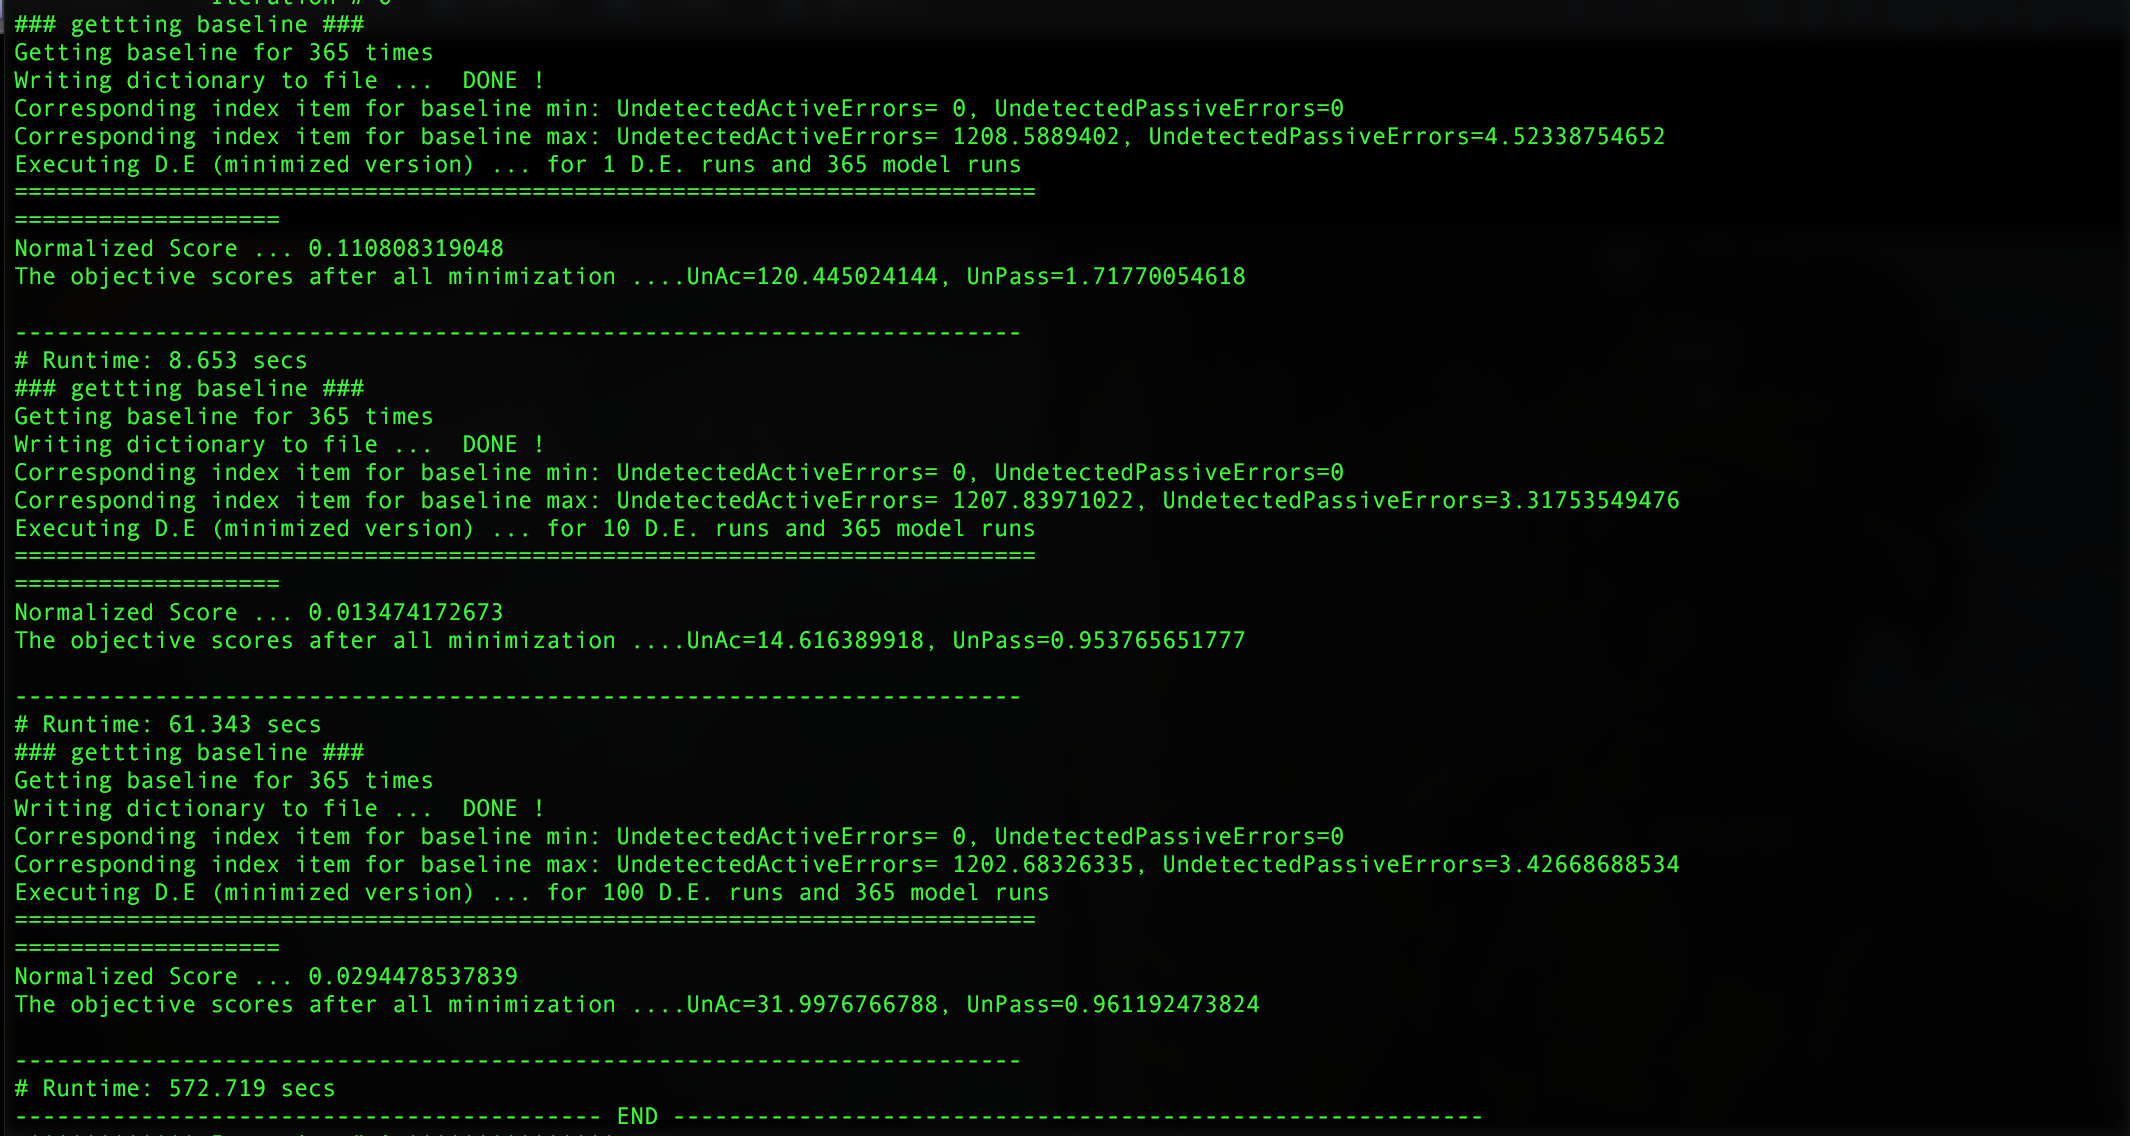 Iteration # 0
### gettting baseline ###
Getting baseline for 365 times
Writing dictionary to file ...  DONE !
Corresponding index item for baseline min: UndetectedActiveErrors= 0, UndetectedPassiveErrors=0
Corresponding index item for baseline max: UndetectedActiveErrors= 1208.5889402, UndetectedPassiveErrors=4.52338754652
Executing D.E (minimized version) ... for 1 D.E. runs and 365 model runs
=========================================================================
===================
Normalized Score ... 0.110808319048
The objective scores after all minimization ....UnAc=120.445024144, UnPass=1.71770054618
------------------------------------------------------------------------
# Runtime: 8.653 secs
### gettting baseline ###
Getting baseline for 365 times
Writing dictionary to file ...  DONE !
Corresponding index item for baseline min: UndetectedActiveErrors= 0, UndetectedPassiveErrors=0
Corresponding index item for baseline max: UndetectedActiveErrors= 1207.83971022, UndetectedPassiveErrors=3.31753549476
Executing D.E (minimized version) ... for 10 D.E. runs and 365 model runs
=========================================================================
===================
Normalized Score ... 0.013474172673
The objective scores after all minimization ....UnAc=14.616389918, UnPass=0.953765651777
------------------------------------------------------------------------
# Runtime: 61.343 secs
### gettting baseline ###
Getting baseline for 365 times
Writing dictionary to file ...  DONE !
Corresponding index item for baseline min: UndetectedActiveErrors= 0, UndetectedPassiveErrors=0
Corresponding index item for baseline max: UndetectedActiveErrors= 1202.68326335, UndetectedPassiveErrors=3.42668688534
Executing D.E (minimized version) ... for 100 D.E. runs and 365 model runs
=========================================================================
===================
Normalized Score ... 0.0294478537839
The objective scores after all minimization ....UnAc=31.9976766788, UnPass=0.961192473824
------------------------------------------------------------------------
# Runtime: 572.719 secs
------------------------------------------ END ----------------------------------------------------------